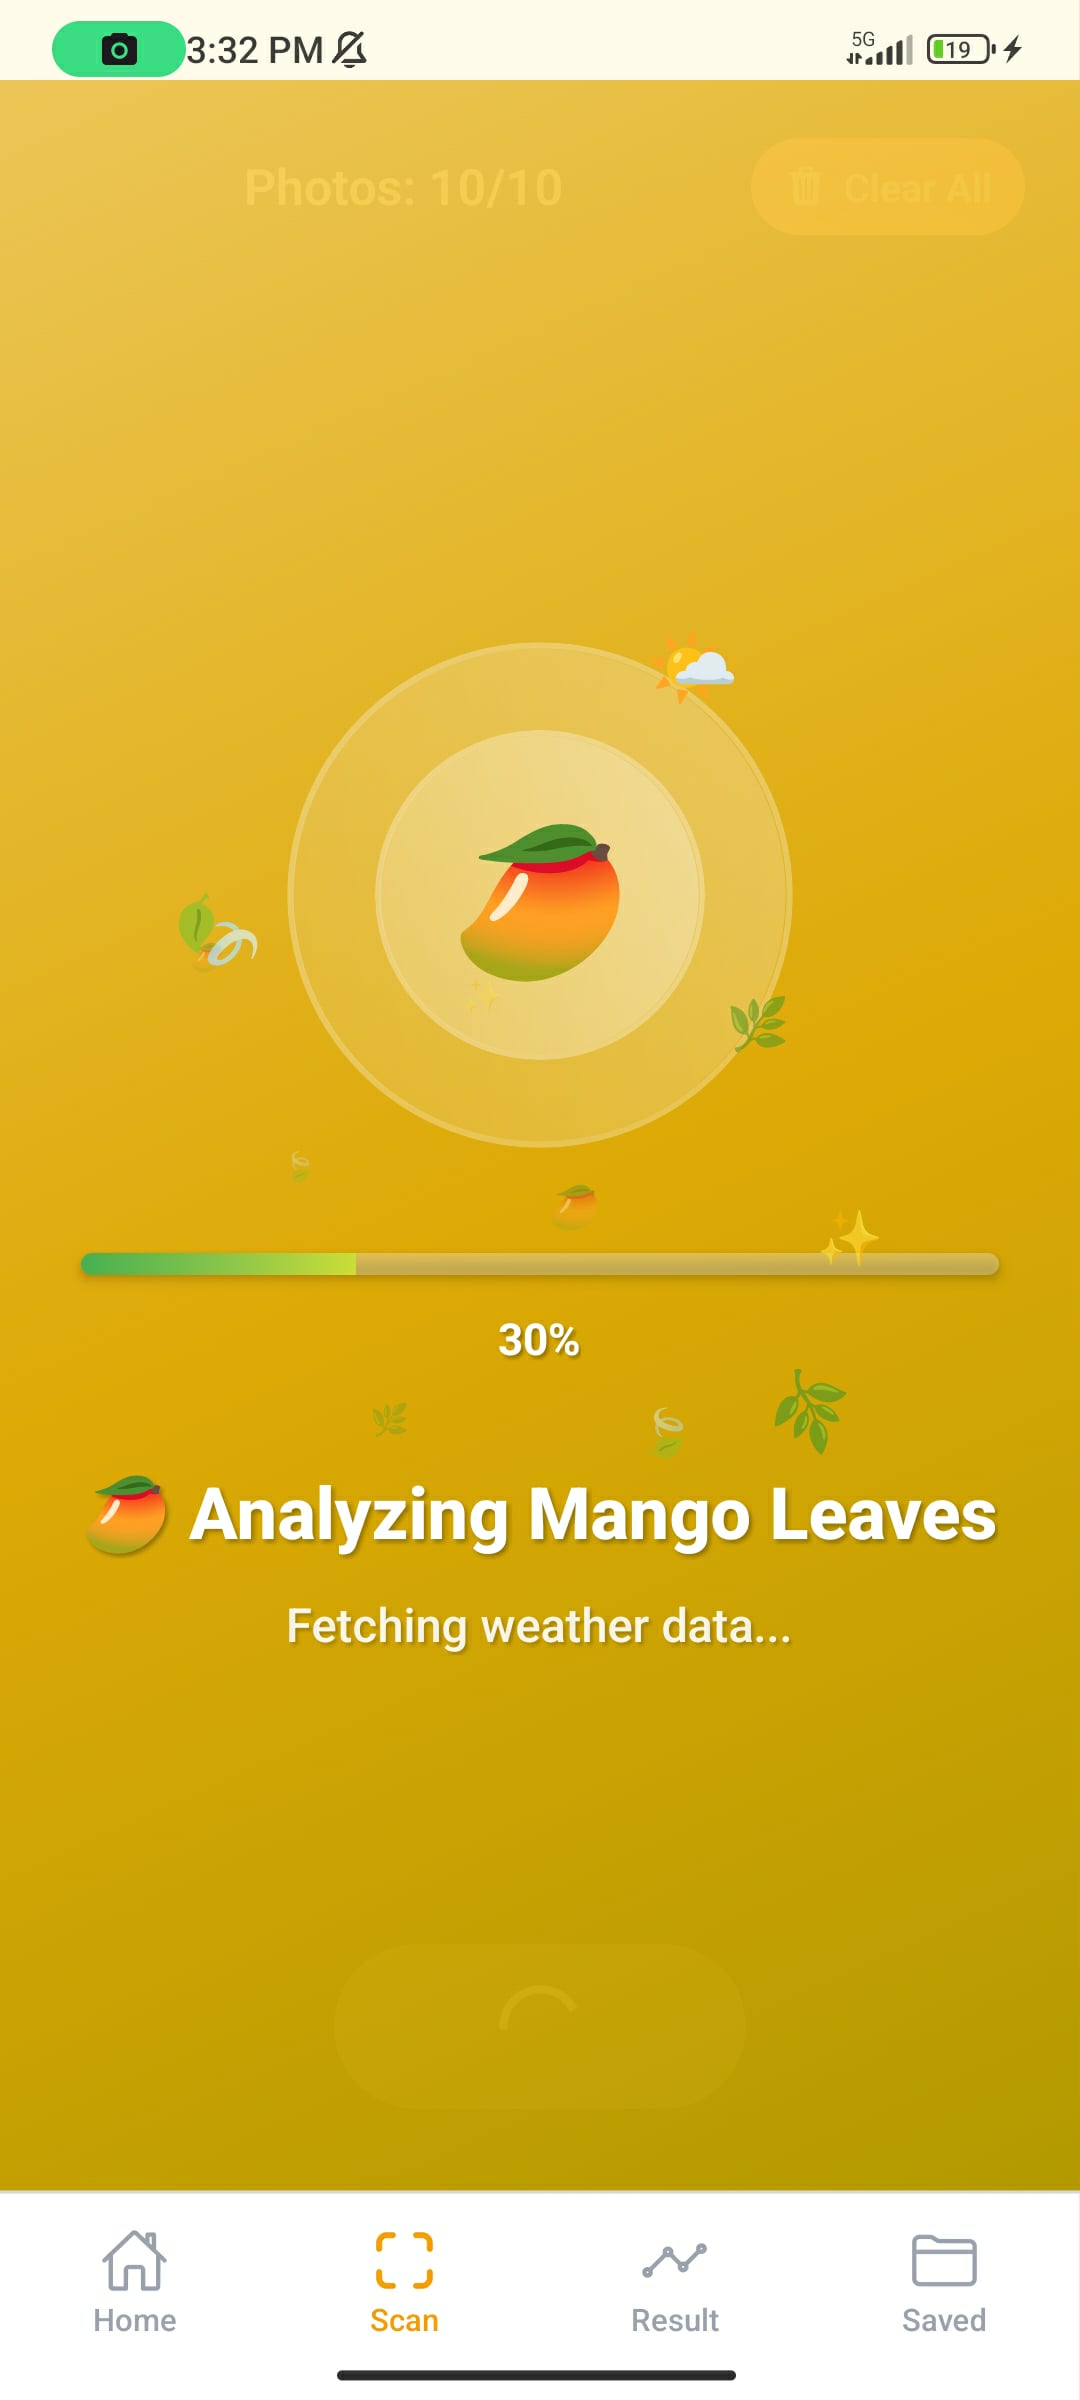 3:32 PM
5G
19
Photos: 10/10
Clear All
30%
Analyzing Mango Leaves
Fetching weather data...
Home
Scan
Result
Saved